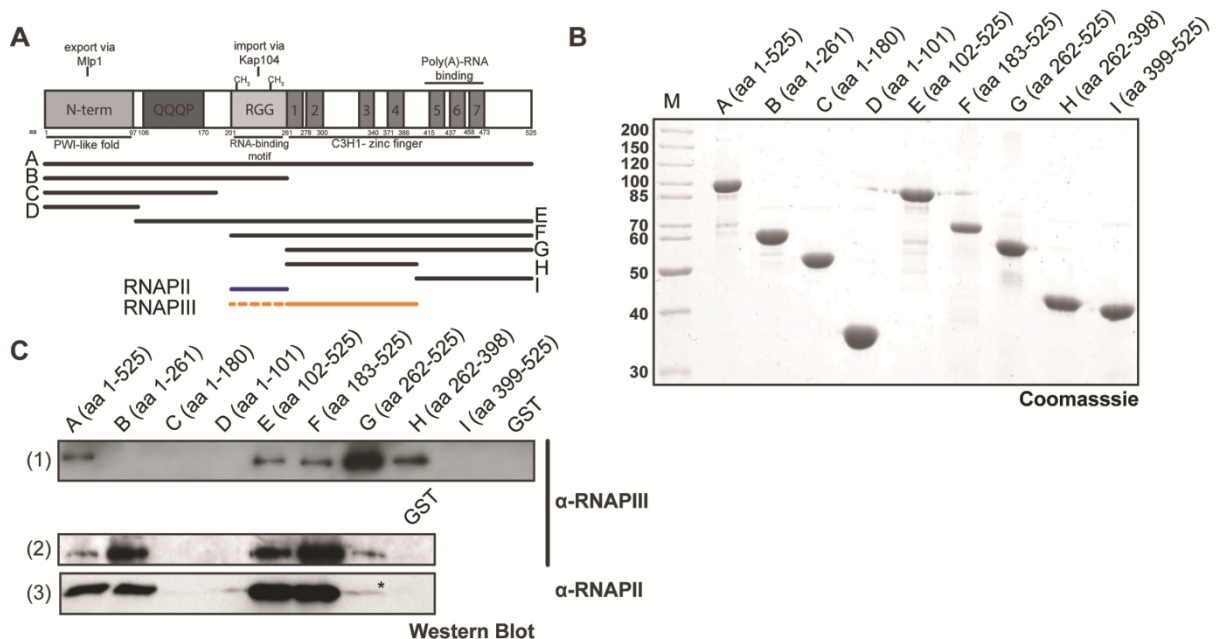 A
export via
Mlp1
import via
Kap104
CH3 CH3
Poly(A)-RNA
binding
N-term QQQP RGG 1 2 3 4 5 6 7
aa 1 97 106 170 201 261 278 300 340 371 386 415 437 458 473 525
PWI-like fold
RNA-binding
motif
C3H1- zinc finger
A
B
C
D
E
F
G
H
I
RNAPII
RNAPIII
B
M A (aa 1-525) B (aa 1-261) C (aa 1-180) D (aa 1-101) E (aa 102-525) F (aa 183-525) G (aa 262-525) H (aa 262-398) I (aa 399-525)
200
150
120
100
85
70
60
50
40
30
Coomasssie
C
A (aa 1-525) B (aa 1-261) C (aa 1-180) D (aa 1-101) E (aa 102-525) F (aa 183-525) G (aa 262-525) H (aa 262-398) I (aa 399-525) GST
(1)
GST
α-RNAPIII
(2)
(3) *
α-RNAPII
Western Blot